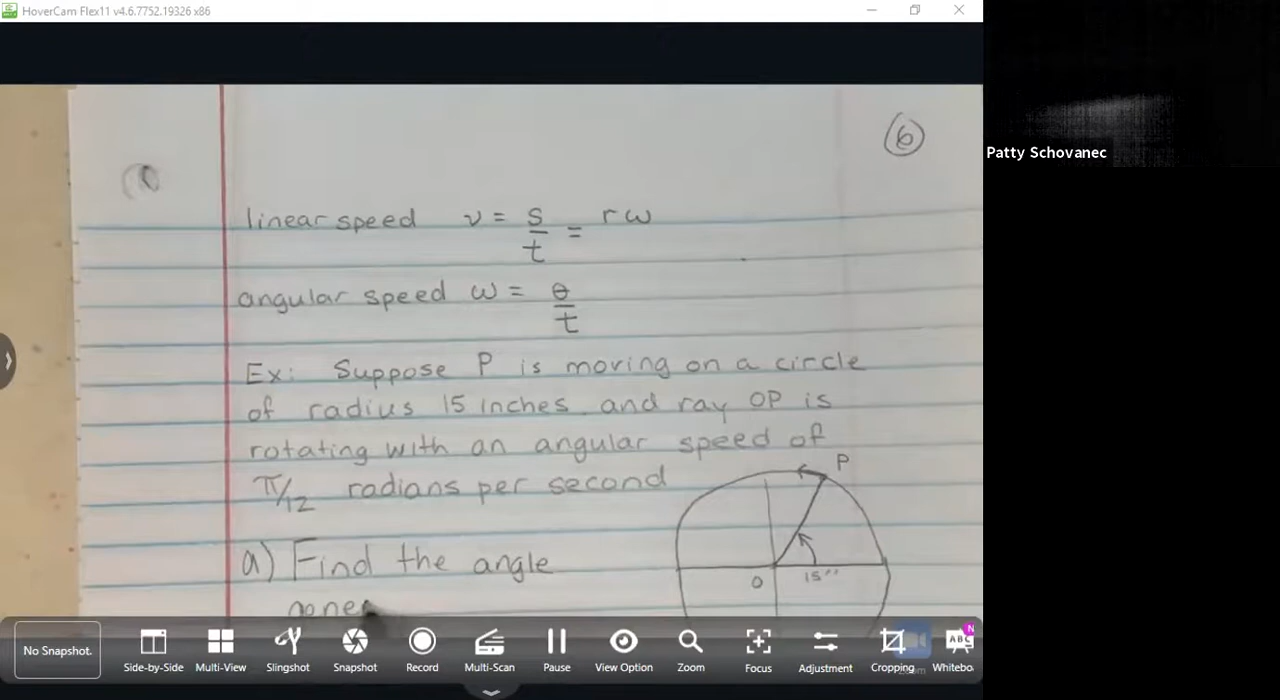 HoverCam Flex11 v4.6.7752.19326 x86
6
Patty Schovanec
linear speed v = s/t = rω
angular speed ω = θ/t
Ex: Suppose P is moving on a circle
of radius 15 inches and ray OP is
rotating with an angular speed of
π/12 radians per second
P
a) Find the angle
O 15"
gener
No Snapshot.
Side-by-Side Multi-View Slingshot Snapshot Record Multi-Scan Pause View Option Zoom Focus Adjustment Cropping Whiteboa
ABC
N